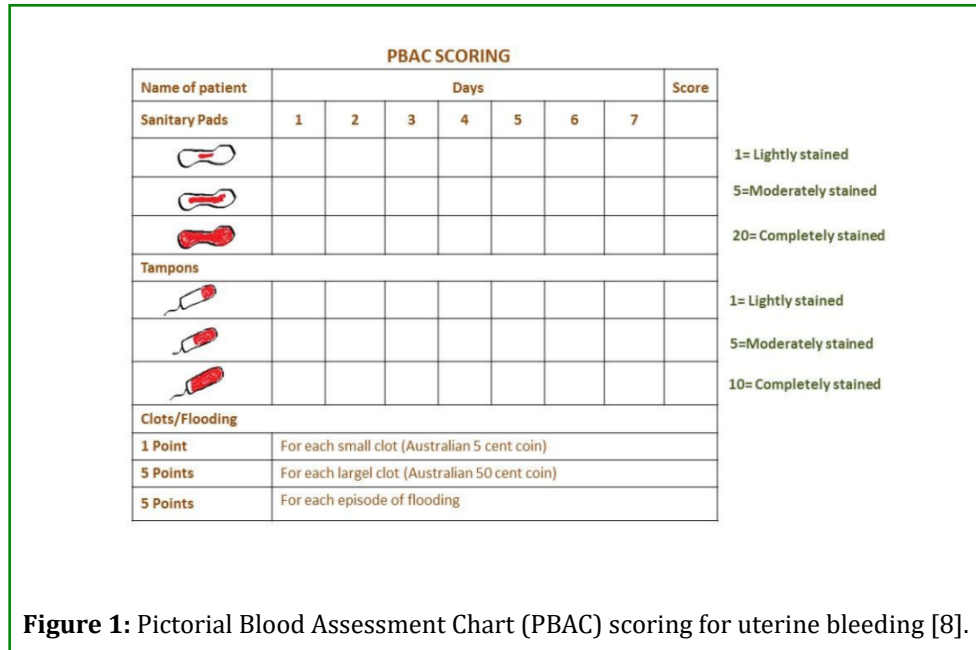 PBAC SCORING
Name of patient Days Score
Sanitary Pads 1 2 3 4 5 6 7
1= Lightly stained
5=Moderately stained
20= Completely stained
Tampons
1= Lightly stained
5=Moderately stained
10= Completely stained
Clots/Flooding
1 Point For each small clot (Australian 5 cent coin)
5 Points For each largel clot (Australian 50 cent coin)
5 Points For each episode of flooding
Figure 1: Pictorial Blood Assessment Chart (PBAC) scoring for uterine bleeding [8].